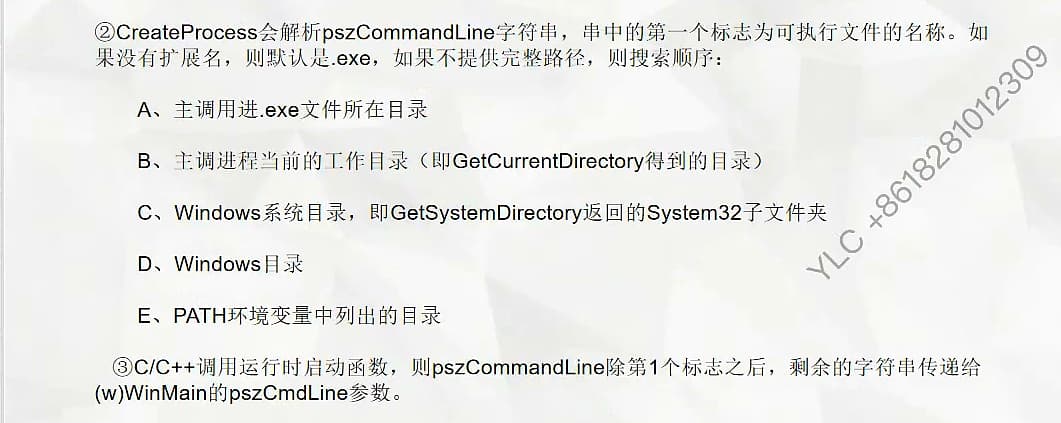 ②CreateProcess会解析pszCommandLine字符串，串中的第一个标志为可执行文件的名称。如
果没有扩展名，则默认是.exe，如果不提供完整路径，则搜索顺序：
A、主调用进.exe文件所在目录
B、主调进程当前的工作目录（即GetCurrentDirectory得到的目录）
C、Windows系统目录，即GetSystemDirectory返回的System32子文件夹
D、Windows目录
E、PATH环境变量中列出的目录
③C/C++调用运行时启动函数，则pszCommandLine除第1个标志之后，剩余的字符串传递给
(w)WinMain的pszCmdLine参数。
YLC +8618281012309